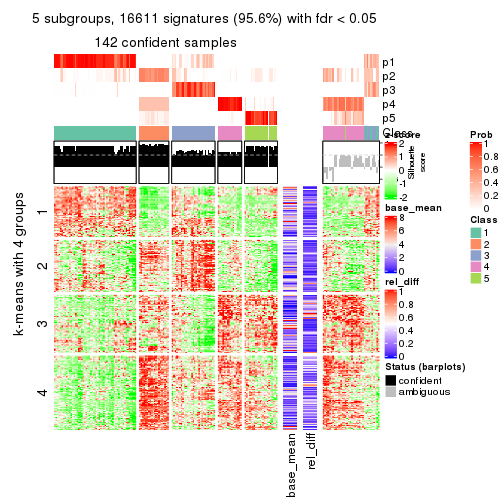 5 subgroups, 16611 signatures (95.6%) with fdr < 0.05
142 confident samples
p1
p2
p3
p4
p5
Class
k-means with 4 groups
1
2
3
4
Silhouette
score
base_mean
rel_diff
z-score
2
1
0
-1
-2
base_mean
8
6
4
2
0
rel_diff
1
0.8
0.6
0.4
0.2
0
Status (barplots)
confident
ambiguous
Prob
1
0.8
0.6
0.4
0.2
0
Class
1
2
3
4
5